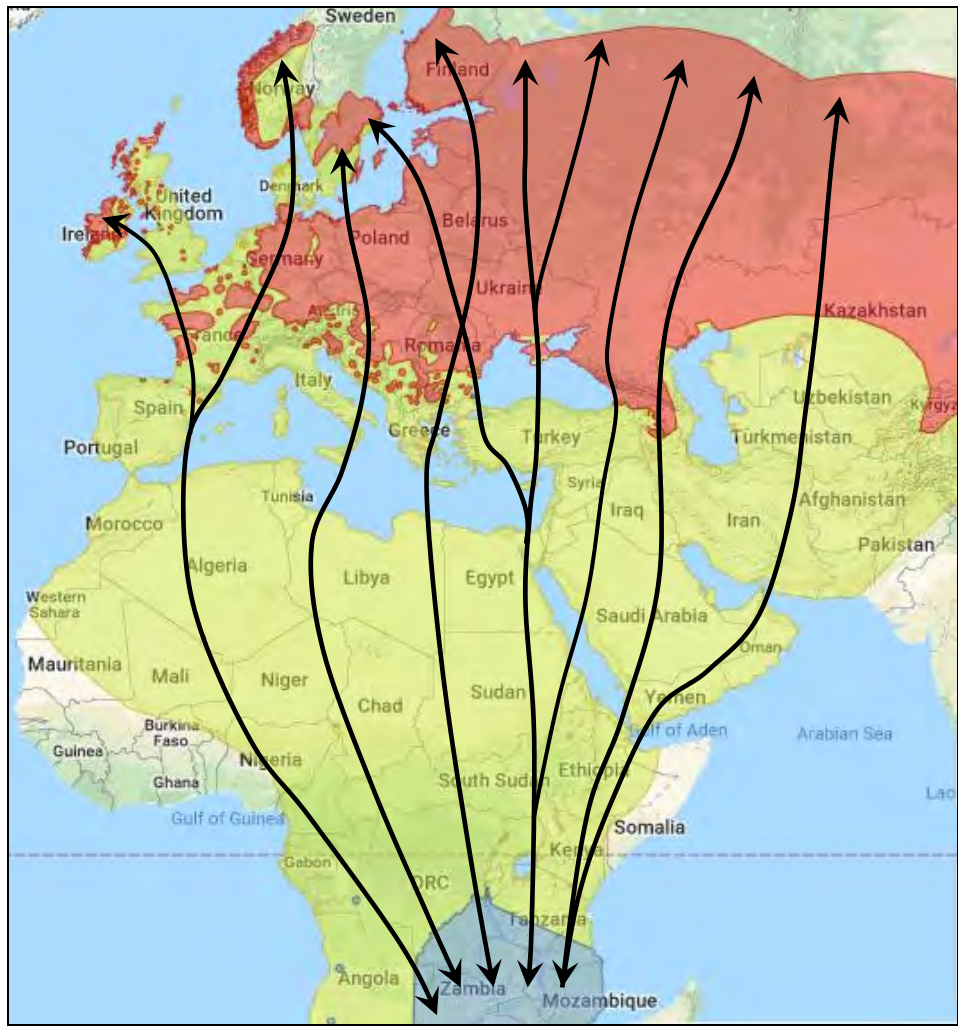 Sweden
Finland
Norway
United
Kingdom
Denmark
Belarus
Ireland
Poland
Germany
Ukraine
Kazakhstan
Austria
France
Romania
Italy
Uzbekistan
Spain
Kyrgyz
Greece
Turkey
Turkmenistan
Portugal
Syria
Tunisia
Afghanistan
Iraq
Iran
Morocco
Pakistan
Algeria
Libya
Egypt
Western
Sahara
Saudi Arabia
Oman
Mauritania
Mali
Niger
Sudan
Yemen
Chad
Burkina
Faso
Gulf of Aden
Arabian Sea
Guinea
Nigeria
Ethiopia
South Sudan
Ghana
Lac
Gulf of Guinea
Somalia
Kenya
Gabon
DRC
Tanzania
Angola
Zambia
Mozambique